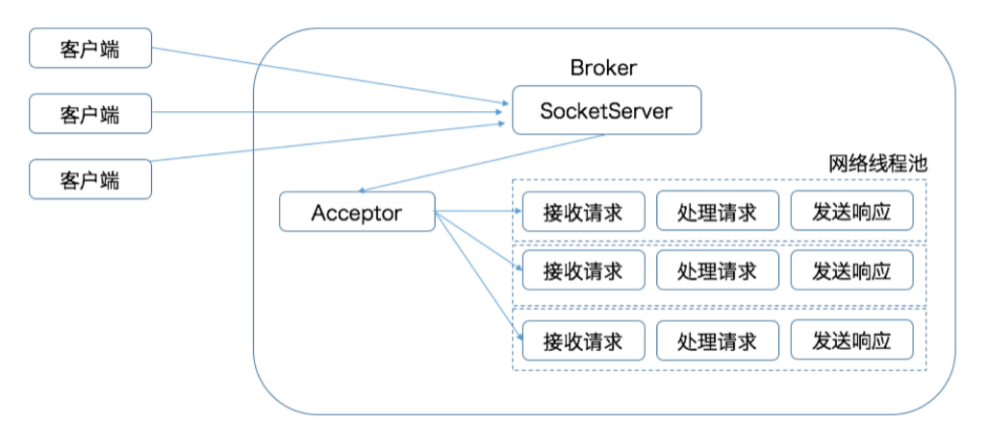 客户端
客户端
客户端
Broker
SocketServer
网络线程池
Acceptor
接收请求 处理请求 发送响应
接收请求 处理请求 发送响应
接收请求 处理请求 发送响应